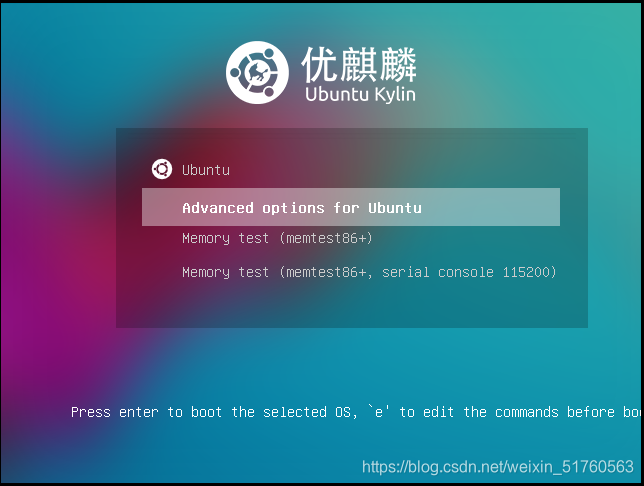 优麒麟
Ubuntu Kylin
Ubuntu
Advanced options for Ubuntu
Memory test (memtest86+)
Memory test (memtest86+, serial console 115200)
Press enter to boot the selected OS, `e' to edit the commands before boo
https://blog.csdn.net/weixin_51760563